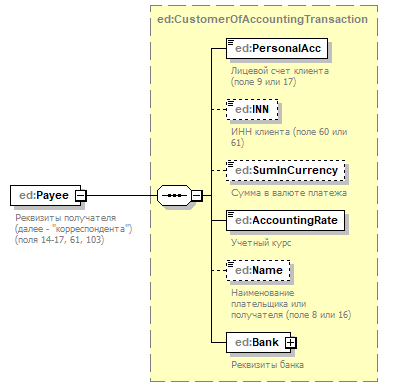 ed:CustomerOfAccountingTransaction
ed:PersonalAcc
Лицевой счет клиента
(поле 9 или 17)
ed:INN
ИНН клиента (поле 60 или
61)
ed:SumInCurrency
Сумма в валюте платежа
ed:Payee
Реквизиты получателя
(далее - "корреспондента")
(поля 14-17, 61, 103)
ed:AccountingRate
Учетный курс
ed:Name
Наименование
плательщика или
получателя (поле 8 или 16)
ed:Bank
Реквизиты банка